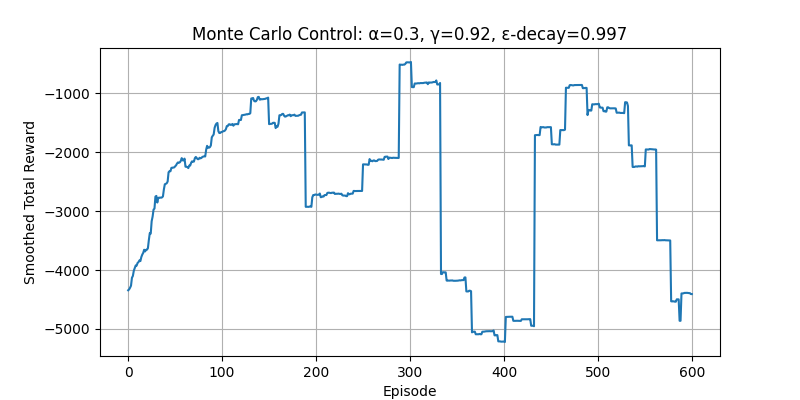 Monte Carlo Control: α=0.3, γ=0.92, ε-decay=0.997
Smoothed Total Reward
−1000
−2000
−3000
−4000
−5000
0 100 200 300 400 500 600
Episode